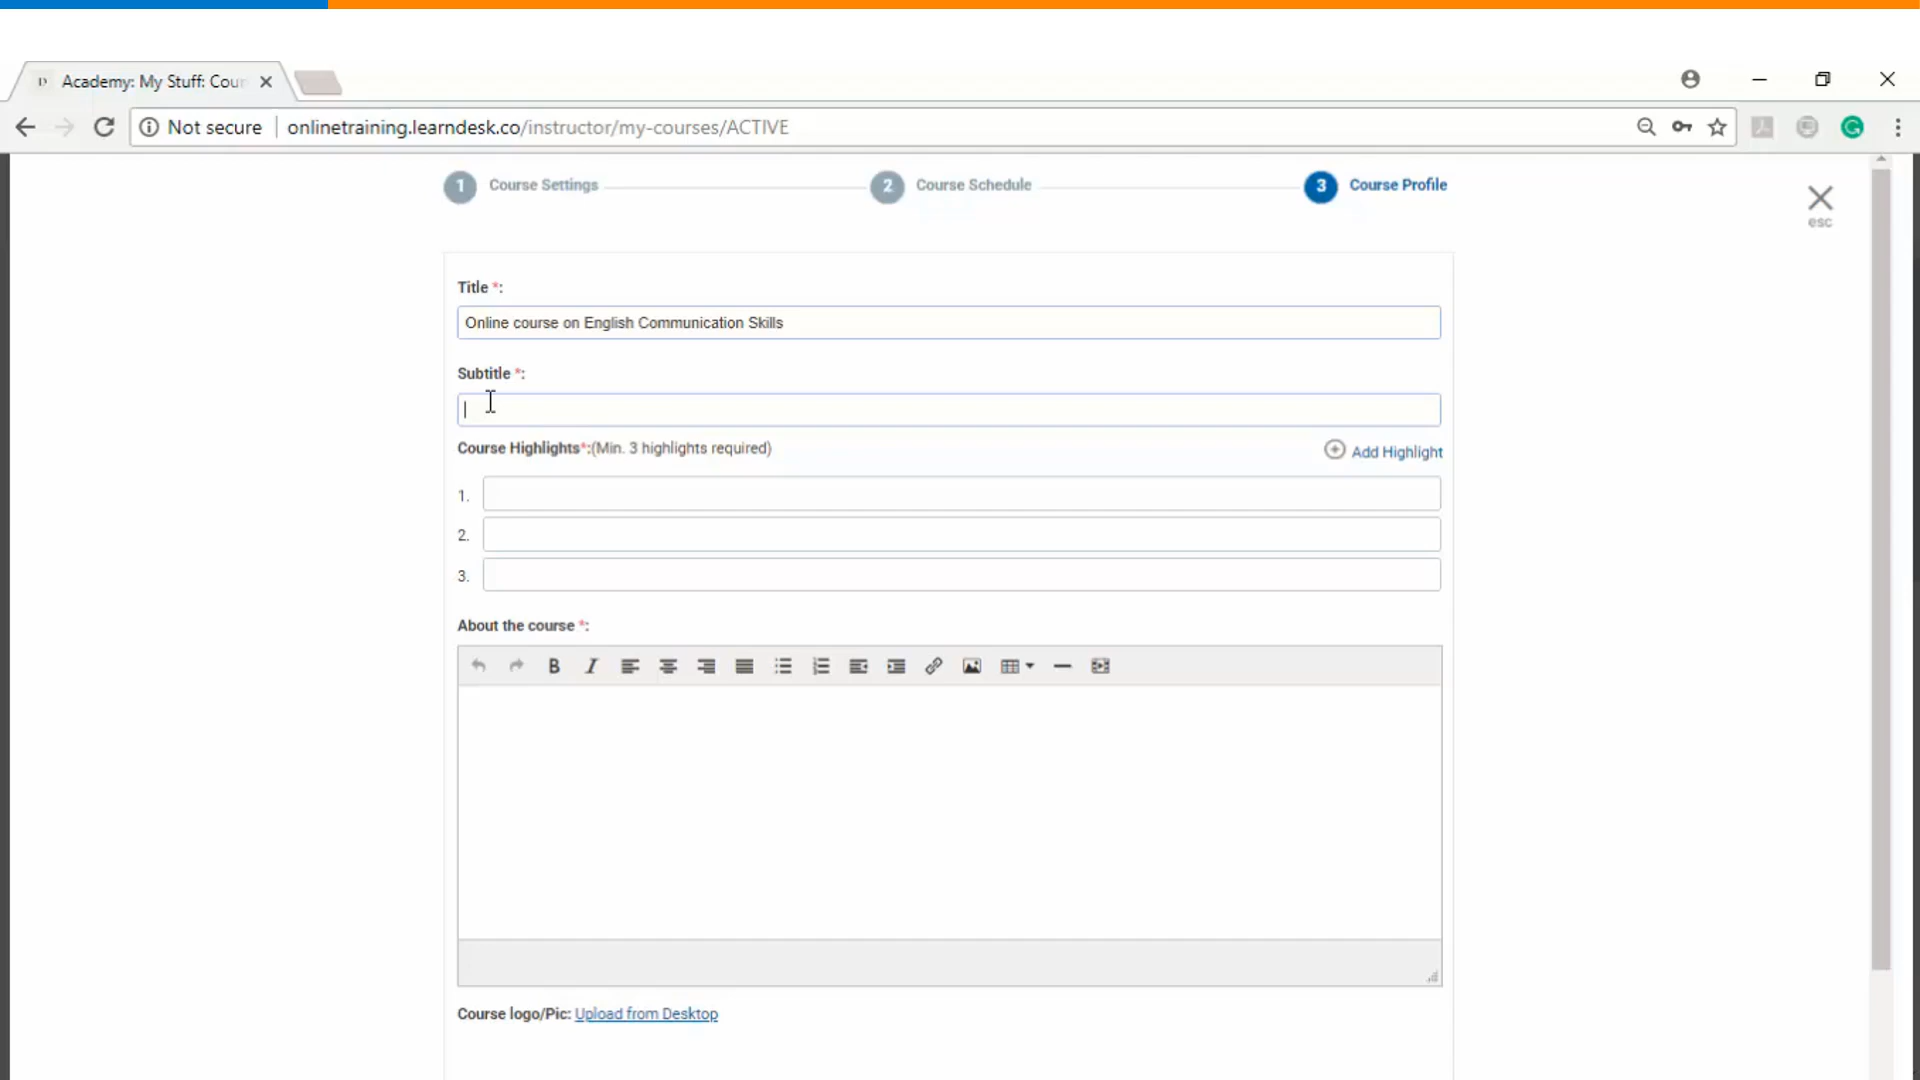 Academy: My Stuff: Cour
Not secure | onlinetraining.learndesk.co/instructor/my-courses/ACTIVE
1 Course Settings 2 Course Schedule 3 Course Profile
esc
Title *:
Online course on English Communication Skills
Subtitle *:
Course Highlights*:(Min. 3 highlights required) Add Highlight
1.
2.
3.
About the course *:
B I
Course logo/Pic: Upload from Desktop